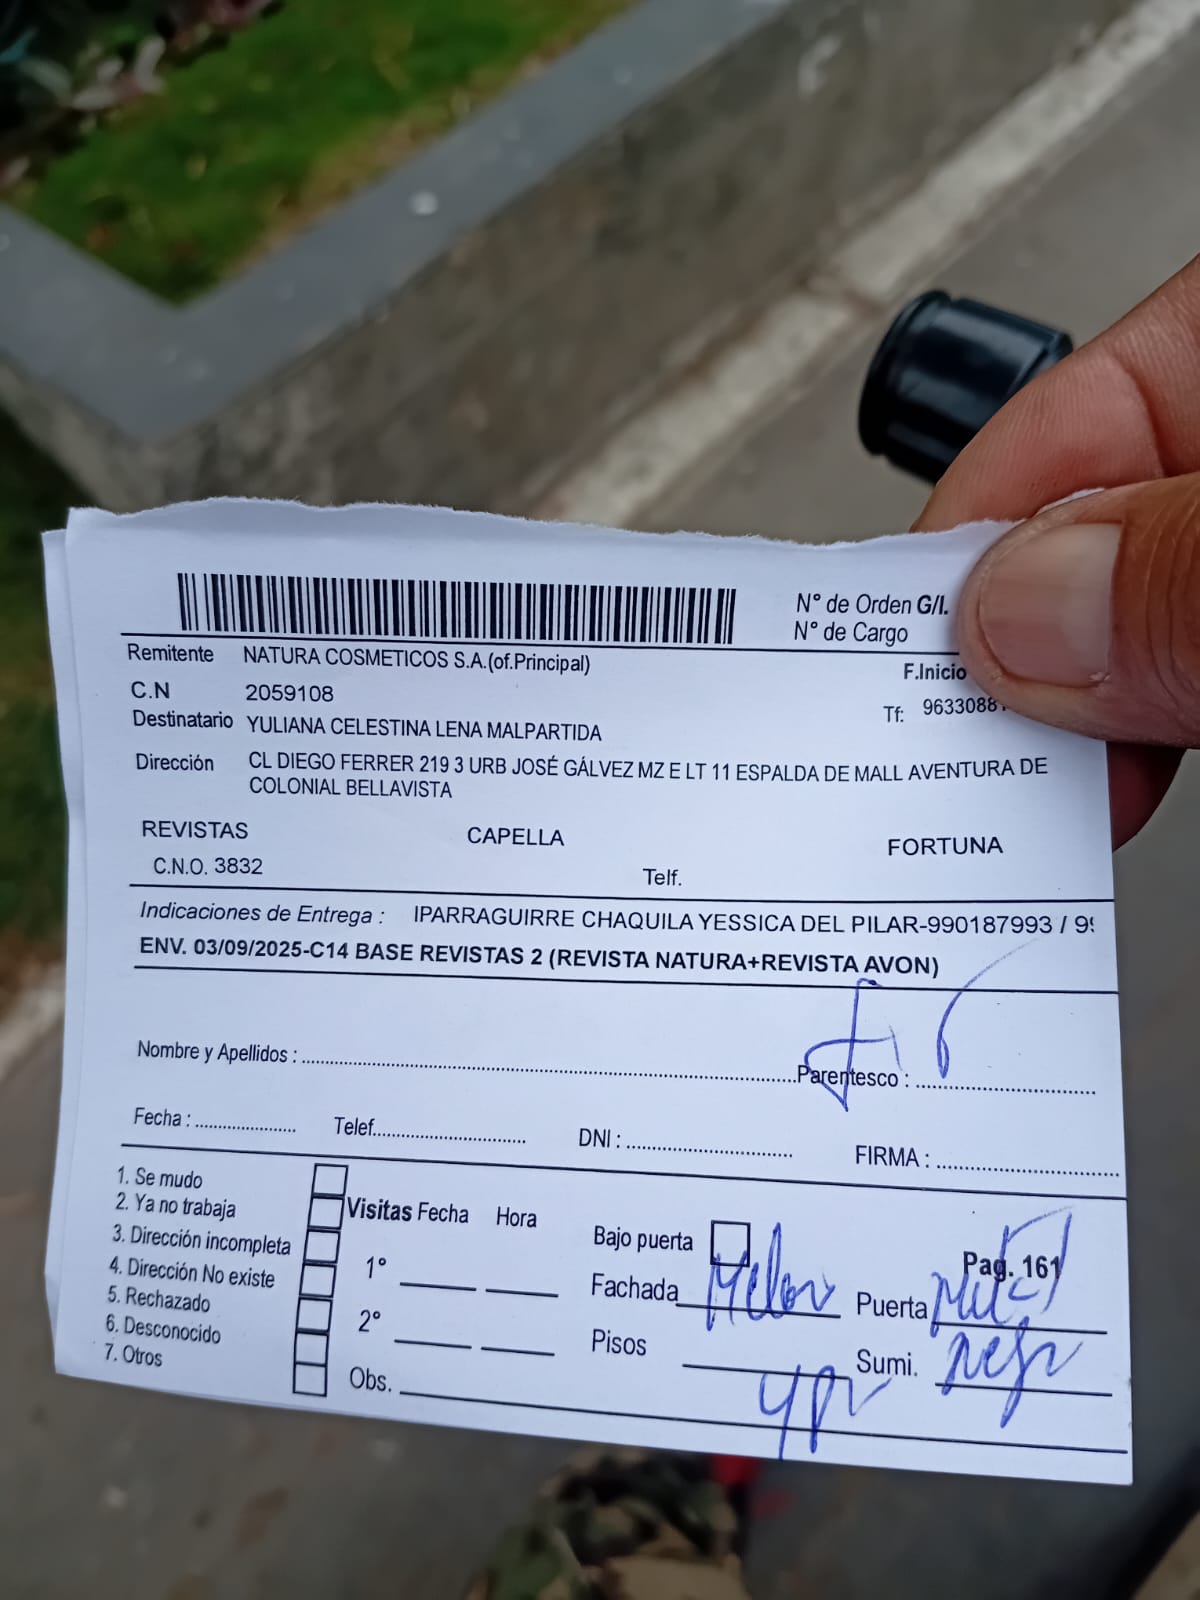 N° de Orden G/I.
N° de Cargo
Remitente NATURA COSMETICOS S.A.(of.Principal)
F.Inicio
C.N 2059108
Tf: 9633088
Destinatario YULIANA CELESTINA LENA MALPARTIDA
Dirección CL DIEGO FERRER 219 3 URB JOSÉ GÁLVEZ MZ E LT 11 ESPALDA DE MALL AVENTURA DE
COLONIAL BELLAVISTA
REVISTAS CAPELLA FORTUNA
C.N.O. 3832 Telf.
Indicaciones de Entrega : IPARRAGUIRRE CHAQUILA YESSICA DEL PILAR-990187993 / 99
ENV. 03/09/2025-C14 BASE REVISTAS 2 (REVISTA NATURA+REVISTA AVON)
Nombre y Apellidos : Parentesco :
Fecha : Telef. DNI : FIRMA :
1. Se mudo
2. Ya no trabaja
3. Dirección incompleta
4. Dirección No existe
5. Rechazado
6. Desconocido
7. Otros
Visitas Fecha Hora
1°
2°
Obs.
Bajo puerta
Pag. 161
Fachada Melon Puerta
Pisos Sumi.